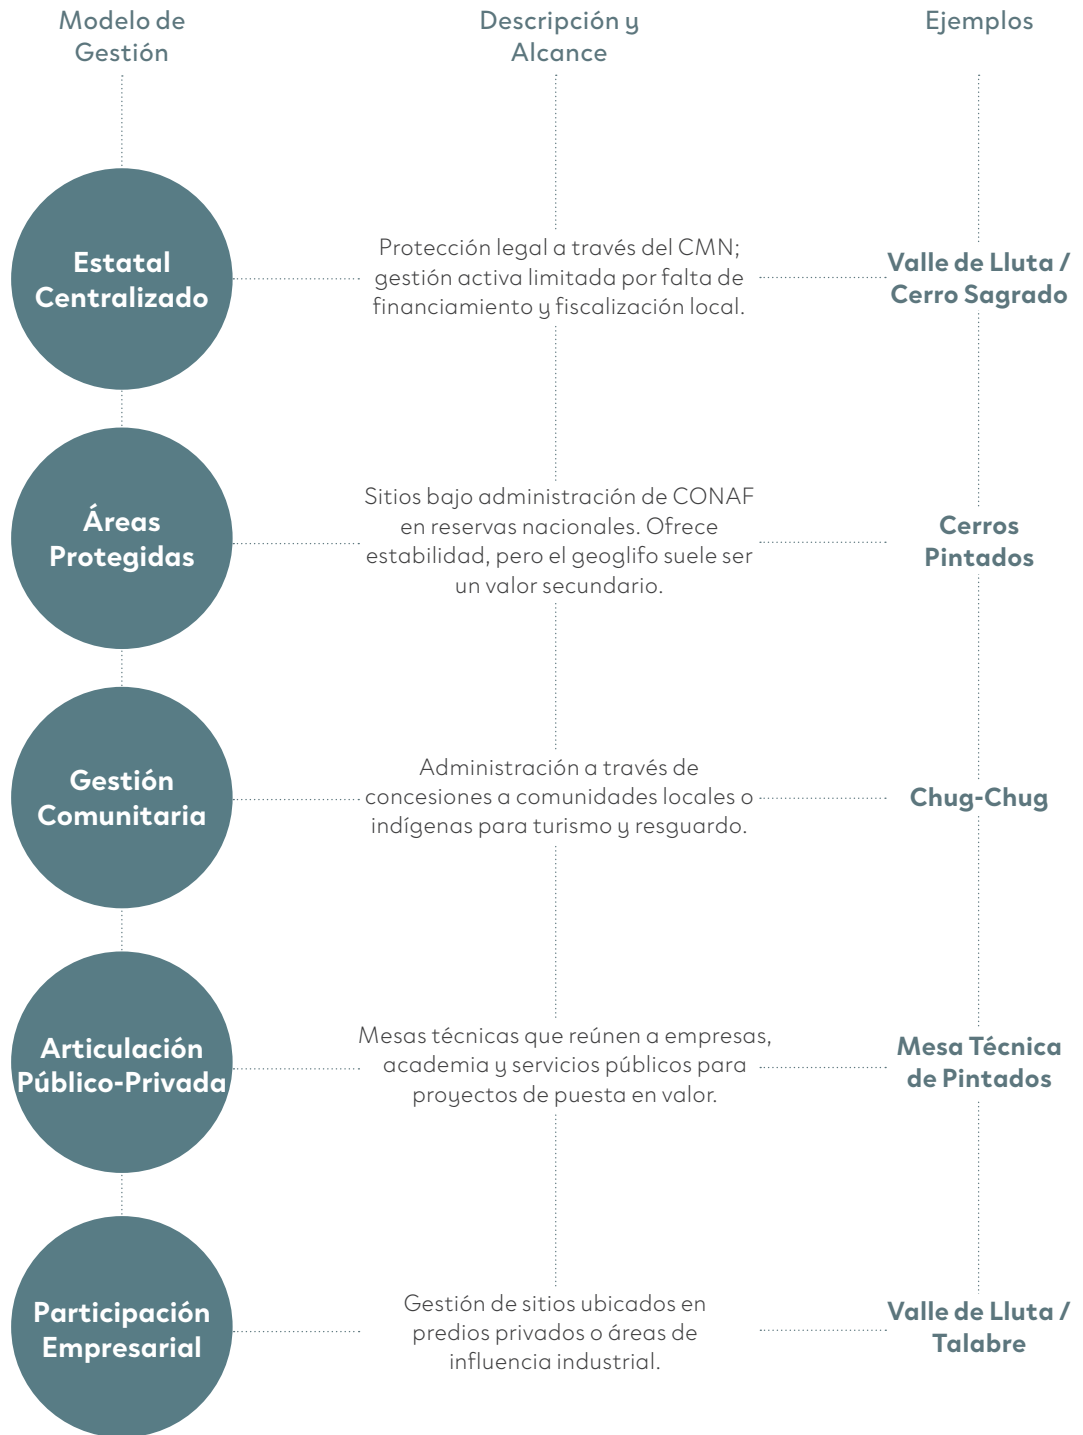 Modelo de
Gestión
Descripción y
Alcance
Ejemplos
Estatal
Centralizado
Protección legal a través del CMN;
gestión activa limitada por falta de
financiamiento y fiscalización local.
Valle de Lluta /
Cerro Sagrado
Áreas
Protegidas
Sitios bajo administración de CONAF
en reservas nacionales. Ofrece
estabilidad, pero el geoglifo suele ser
un valor secundario.
Cerros
Pintados
Gestión
Comunitaria
Administración a través de
concesiones a comunidades locales o
indígenas para turismo y resguardo.
Chug-Chug
Articulación
Público-Privada
Mesas técnicas que reúnen a empresas,
academia y servicios públicos para
proyectos de puesta en valor.
Mesa Técnica
de Pintados
Participación
Empresarial
Gestión de sitios ubicados en
predios privados o áreas de
influencia industrial.
Valle de Lluta /
Talabre